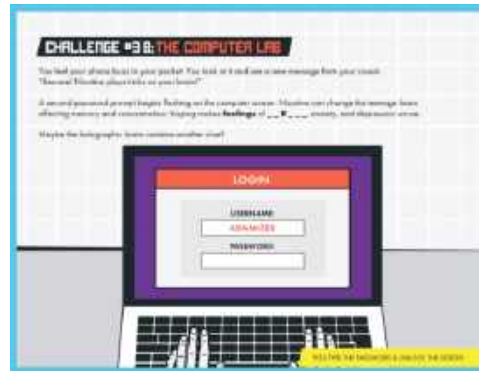 CHALLENGE #3B: THE COMPUTER LAB
You feel your phone buzz in your pocket. You look at it and see a new message from your
"Beware! Nicotine plays tricks on your brain!"
A second password prompt begins flashing on the computer screen. Nicotine can change the teenage brain
affecting memory and concentration. Vaping makes feelings of anxiety, and depression worse.
Maybe the holographic brain contains another clue?
LOGIN
USERNAME
PASSWORD